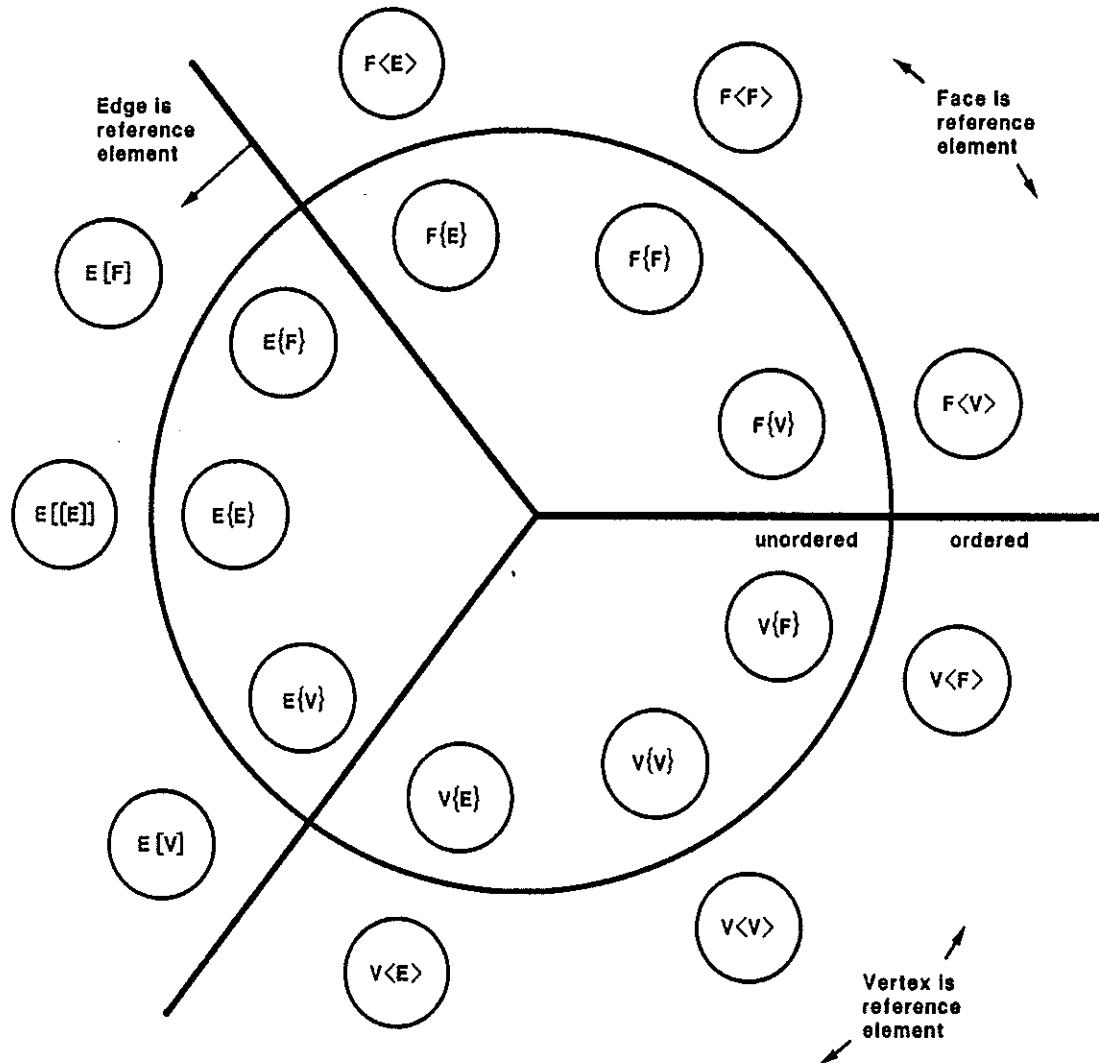 F<E>
F<F>
Edge is
reference
element
Face is
reference
element
E[F]
F{E}
F{F}
E{F}
F{V}
F<V>
E[[E]]
E{E}
unordered
ordered
V{F}
V<F>
E{V}
V{E}
V{V}
E[V]
V<E>
V<V>
Vertex is
reference
element